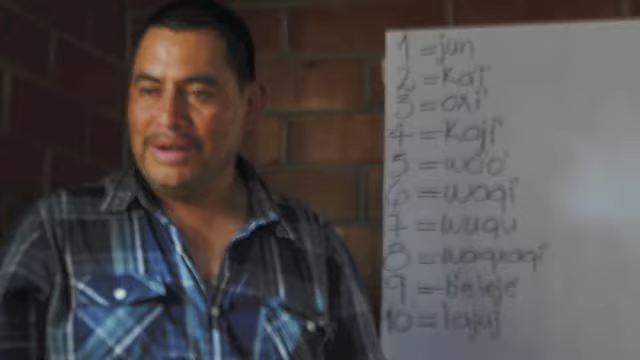 1 = jun
2 = Kaj'
3 = oxi'
4 = Kaji'
5 = wo'o'
6 = waqi'
7 = wuqu
8 = waqxaqi'
9 = b'eleje'
10 = lajuj